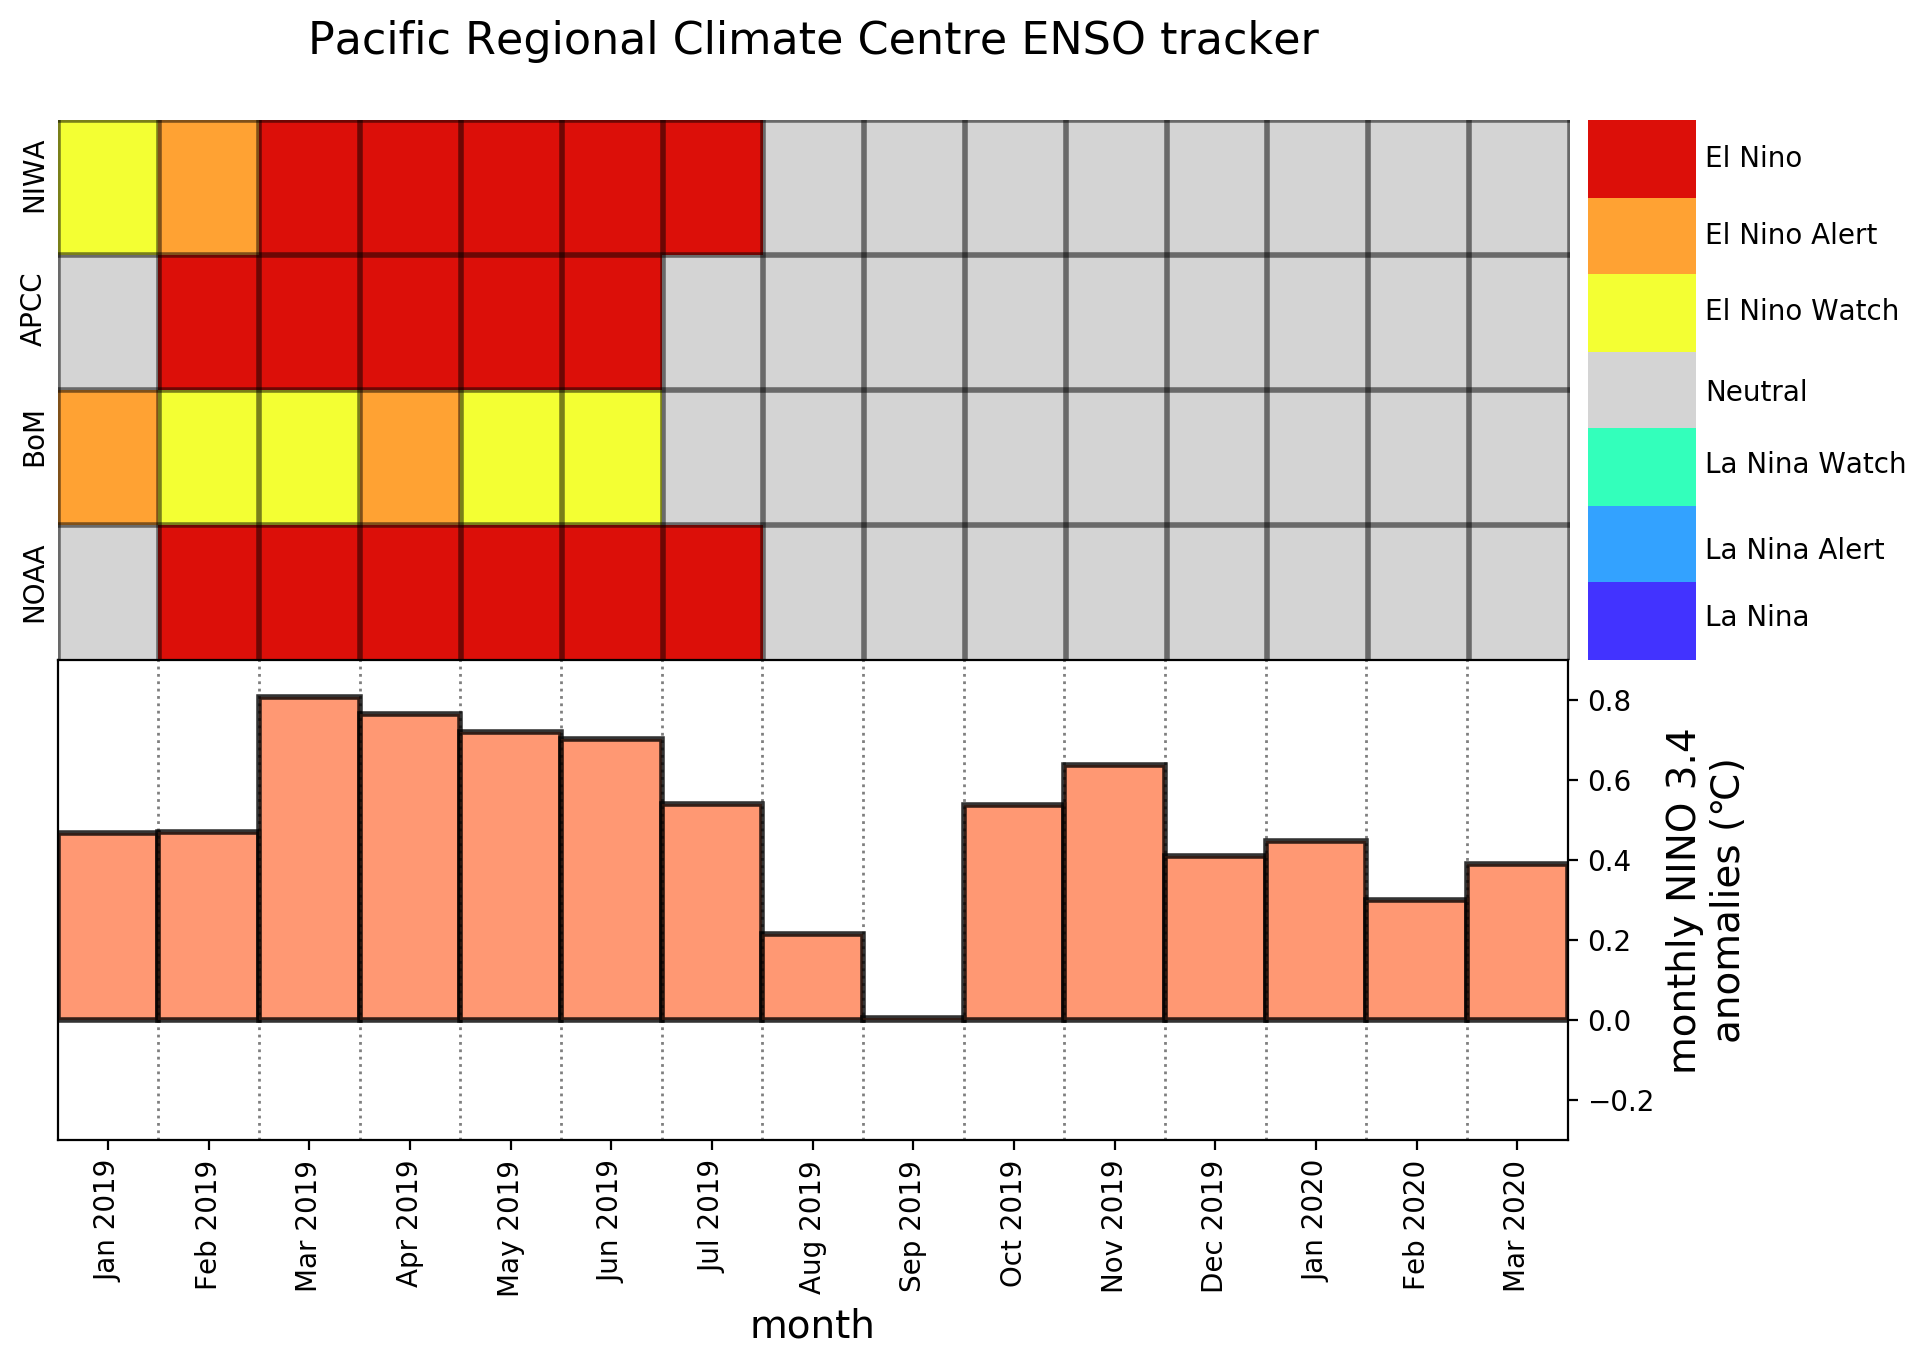 Pacific Regional Climate Centre ENSO tracker
NIWA
APCC
BoM
NOAA
El Nino
El Nino Alert
El Nino Watch
Neutral
La Nina Watch
La Nina Alert
La Nina
0.8
0.6
0.4
0.2
0.0
−0.2
monthly NINO 3.4
anomalies (°C)
Jan 2019
Feb 2019
Mar 2019
Apr 2019
May 2019
Jun 2019
Jul 2019
Aug 2019
Sep 2019
Oct 2019
Nov 2019
Dec 2019
Jan 2020
Feb 2020
Mar 2020
month